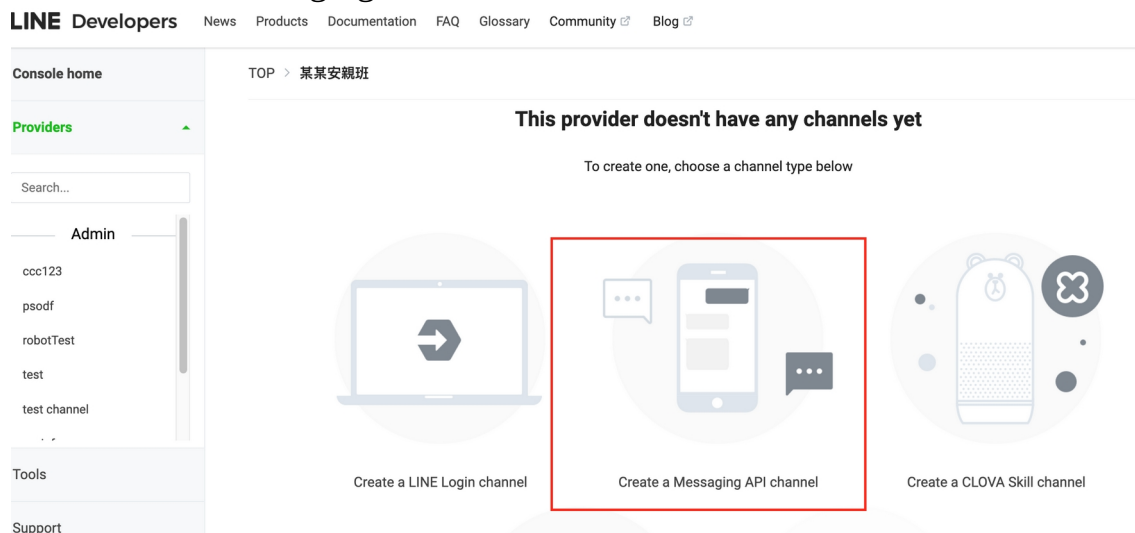 LINE Developers News Products Documentation FAQ Glossary Community Blog
Console home
TOP > 某某安親班
Providers
This provider doesn't have any channels yet
To create one, choose a channel type below
Search...
Admin
ccc123
psodf
robotTest
test
test channel
Tools
Create a LINE Login channel
Create a Messaging API channel
Create a CLOVA Skill channel
Support